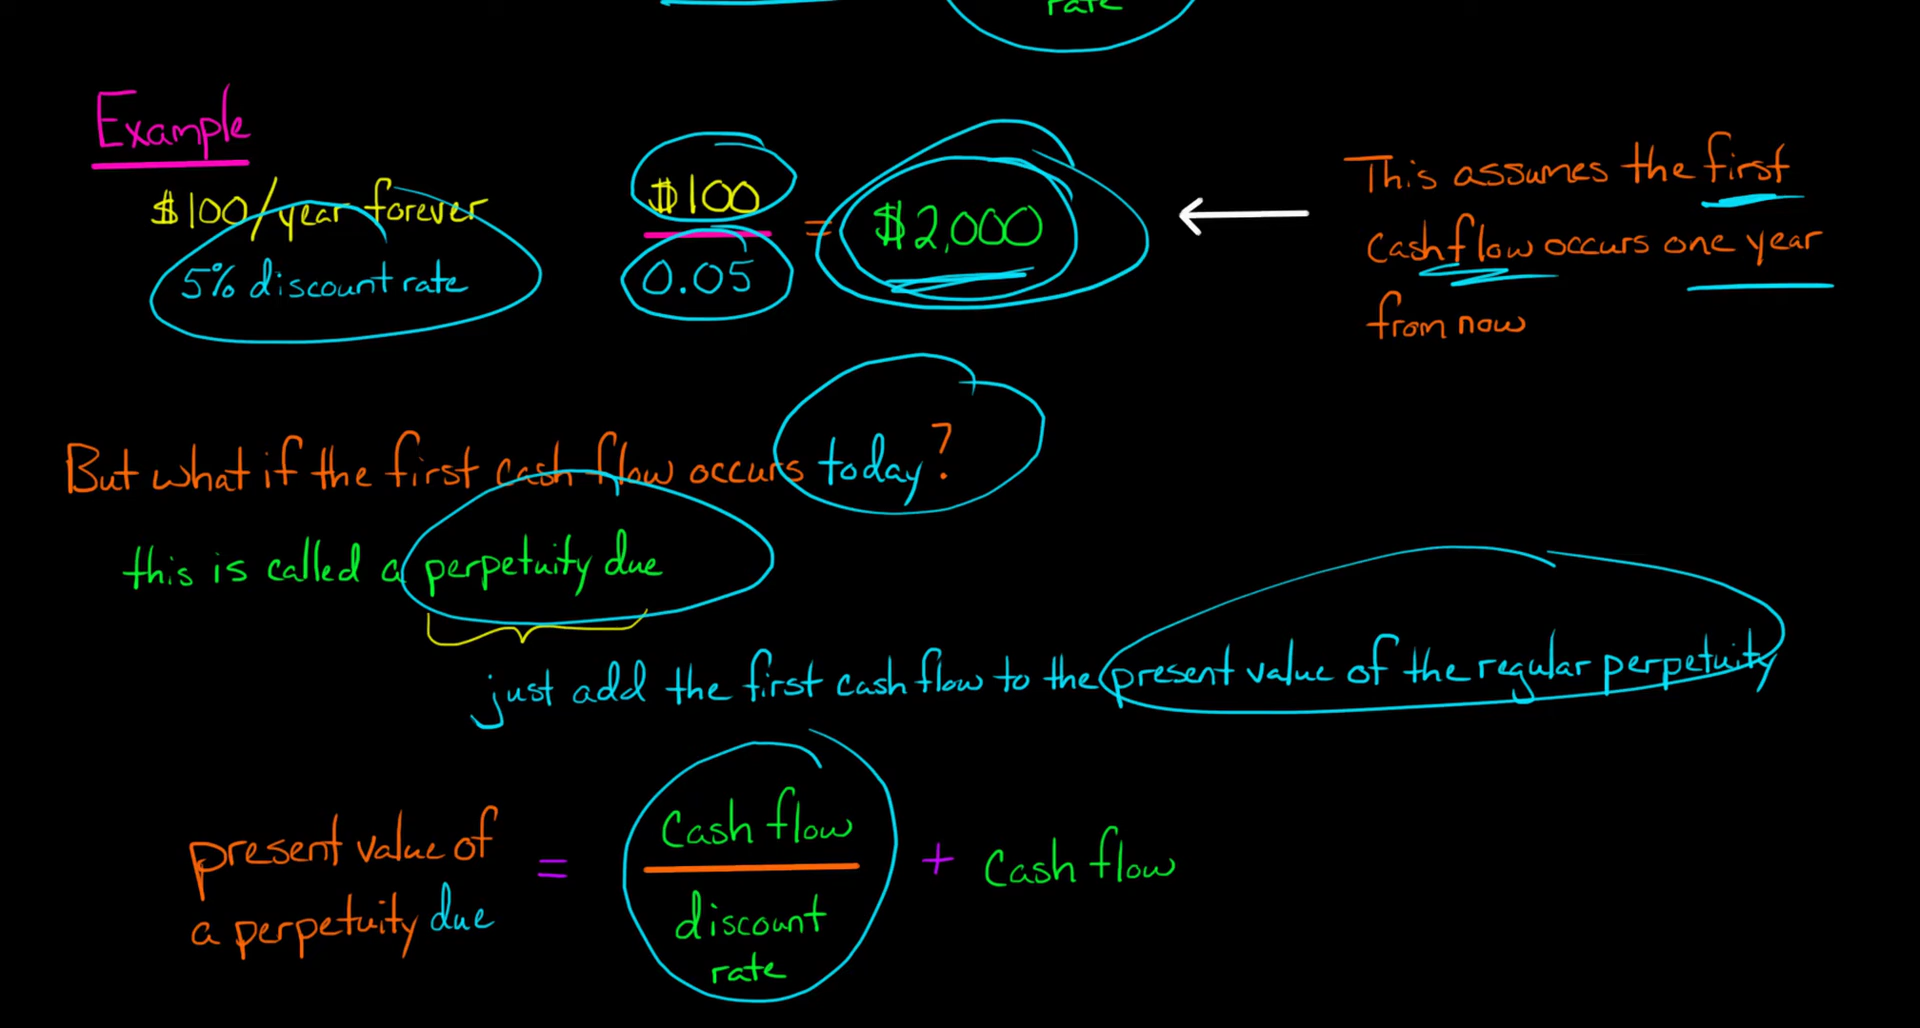 rate
Example
$100/year forever
5% discount rate
$100
0.05
= $2,000
This assumes the first
cash flow occurs one year
from now
But what if the first cash flow occurs today?
this is called a perpetuity due
just add the first cash flow to the present value of the regular perpetuity
present value of
a perpetuity due
=
Cash flow
discount
rate
+ Cash flow